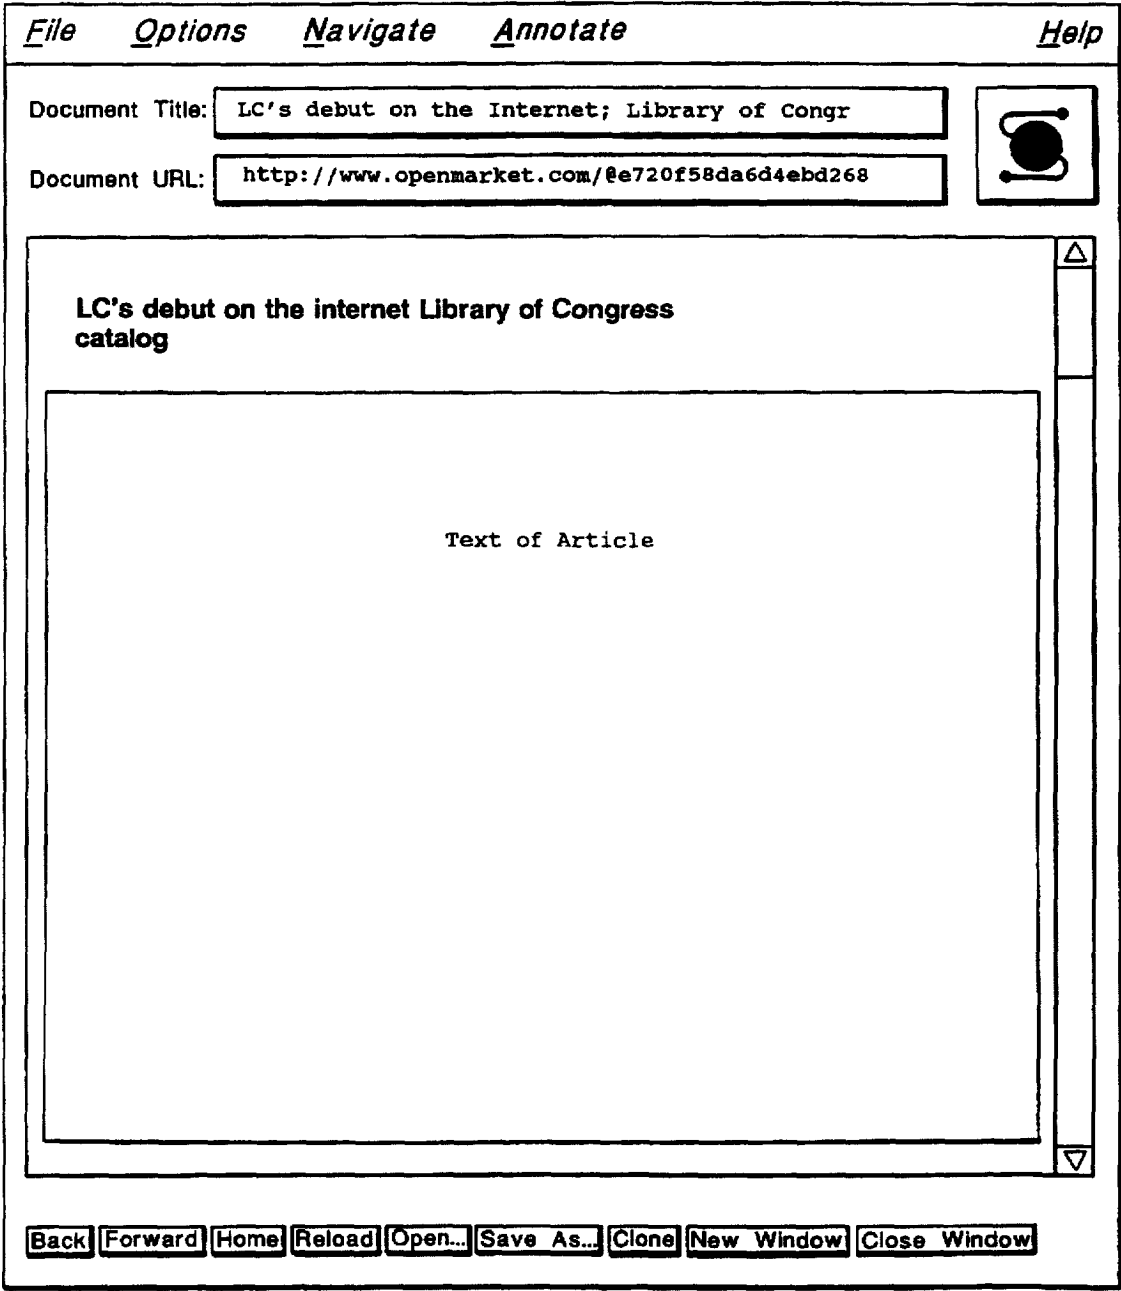 File Options Navigate Annotate Help
Document Title: LC's debut on the Internet; Library of Congr
Document URL: http://www.openmarket.com/@e720f58da6d4ebd268
LC's debut on the internet Library of Congress
catalog
Text of Article
Back Forward Home Reload Open... Save As... Clone New Window Close Window